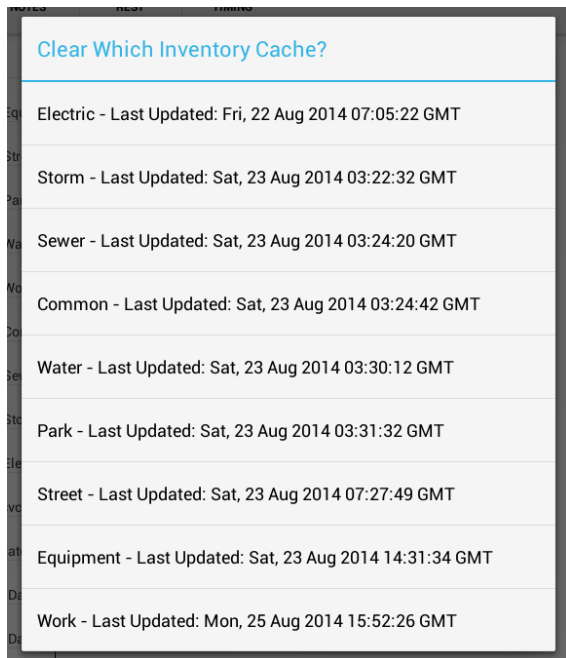 NOTES REST TIMING
Clear Which Inventory Cache?
Electric - Last Updated: Fri, 22 Aug 2014 07:05:22 GMT
Storm - Last Updated: Sat, 23 Aug 2014 03:22:32 GMT
Sewer - Last Updated: Sat, 23 Aug 2014 03:24:20 GMT
Common - Last Updated: Sat, 23 Aug 2014 03:24:42 GMT
Water - Last Updated: Sat, 23 Aug 2014 03:30:12 GMT
Park - Last Updated: Sat, 23 Aug 2014 03:31:32 GMT
Street - Last Updated: Sat, 23 Aug 2014 07:27:49 GMT
Equipment - Last Updated: Sat, 23 Aug 2014 14:31:34 GMT
Work - Last Updated: Mon, 25 Aug 2014 15:52:26 GMT